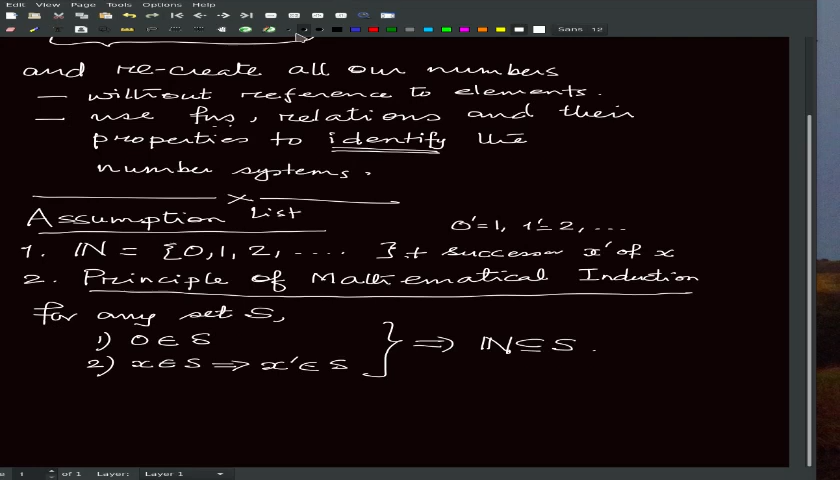 Edit View Page Tools Options Help
Sans 12
and re-create all our numbers
— without reference to elements.
— use fns, relations and their
properties to identify the
number systems.
x
Assumption List
0' = 1, 1' = 2, ...
1. ℕ = {0, 1, 2, ..... } + successor x' of x
2. Principle of Mathematical Induction
For any set S,
1) 0 ∈ S
2) x ∈ S ⟹ x' ∈ S } ⟹ ℕ ⊆ S.
1 of 1 Layer: Layer 1